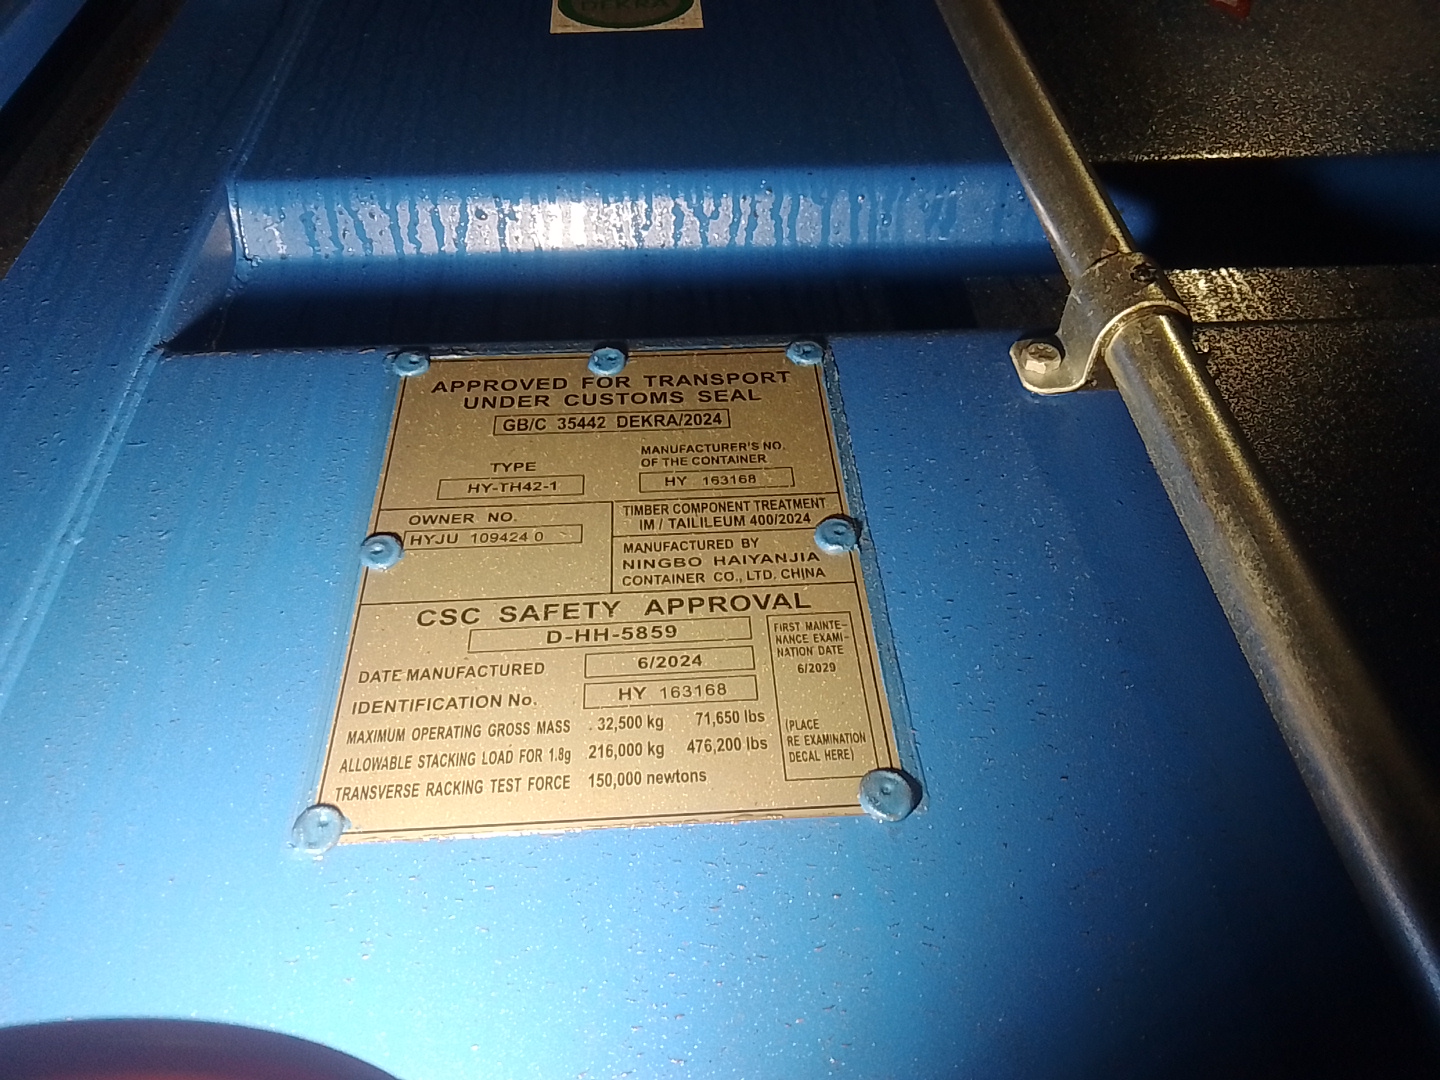 DEKRA
APPROVED FOR TRANSPORT
UNDER CUSTOMS SEAL
GB/C 35442 DEKRA/2024
TYPE
HY-TH42-1
MANUFACTURER'S NO.
OF THE CONTAINER
HY 163168
OWNER NO.
HYJU 109424 0
TIMBER COMPONENT TREATMENT
IM / TAILILEUM 400/2024
MANUFACTURED BY
NINGBO HAIYANJIA
CONTAINER CO., LTD. CHINA
CSC SAFETY APPROVAL
D-HH-5859
DATE MANUFACTURED 6/2024
IDENTIFICATION No. HY 163168
MAXIMUM OPERATING GROSS MASS 32,500 kg 71,650 lbs
ALLOWABLE STACKING LOAD FOR 1.8g 216,000 kg 476,200 lbs
TRANSVERSE RACKING TEST FORCE 150,000 newtons
FIRST MAINTE-
NANCE EXAMI-
NATION DATE
6/2029
(PLACE
RE EXAMINATION
DECAL HERE)